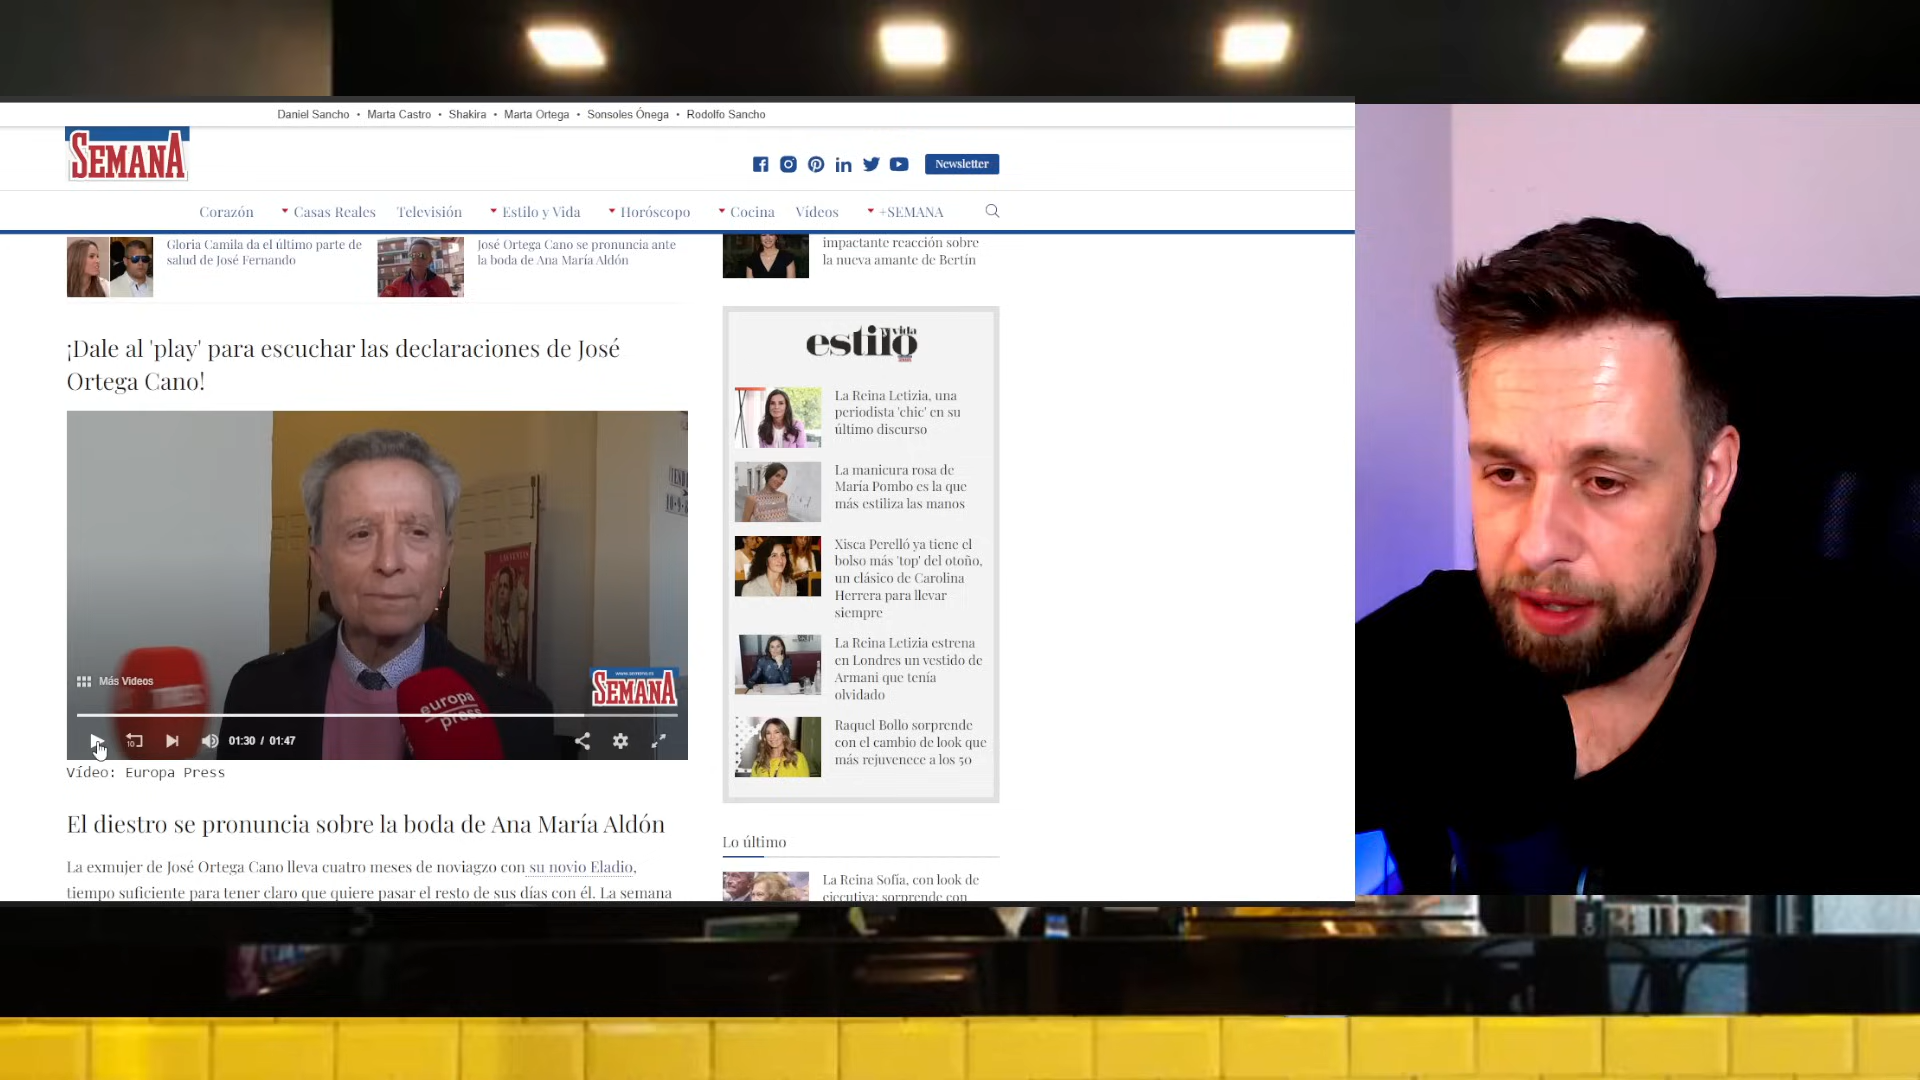 Daniel Sancho • Marta Castro • Shakira • Marta Ortega • Sonsoles Ónega • Rodolfo Sancho
SEMANA
Newsletter
Corazón Casas Reales Televisión Estilo y Vida Horóscopo Cocina Vídeos +SEMANA
Gloria Camila da el último parte de
salud de José Fernando
José Ortega Cano se pronuncia ante
la boda de Ana María Aldón
impactante reacción sobre
la nueva amante de Bertín
¡Dale al 'play' para escuchar las declaraciones de José
Ortega Cano!
Más Videos
europa
press
SEMANA
10
01:30 / 01:47
Vídeo: Europa Press
El diestro se pronuncia sobre la boda de Ana María Aldón
La exmujer de José Ortega Cano lleva cuatro meses de noviagzo con su novio Eladio,
tiempo suficiente para tener claro que quiere pasar el resto de sus días con él. La semana
estilo
y vida
La Reina Letizia, una
periodista 'chic' en su
último discurso
La manicura rosa de
María Pombo es la que
más estiliza las manos
Xisca Perelló ya tiene el
bolso más 'top' del otoño,
un clásico de Carolina
Herrera para llevar
siempre
La Reina Letizia estrena
en Londres un vestido de
Armani que tenía
olvidado
Raquel Bollo sorprende
con el cambio de look que
más rejuvenece a los 50
Lo último
La Reina Sofía, con look de
ejecutiva: sorprende con